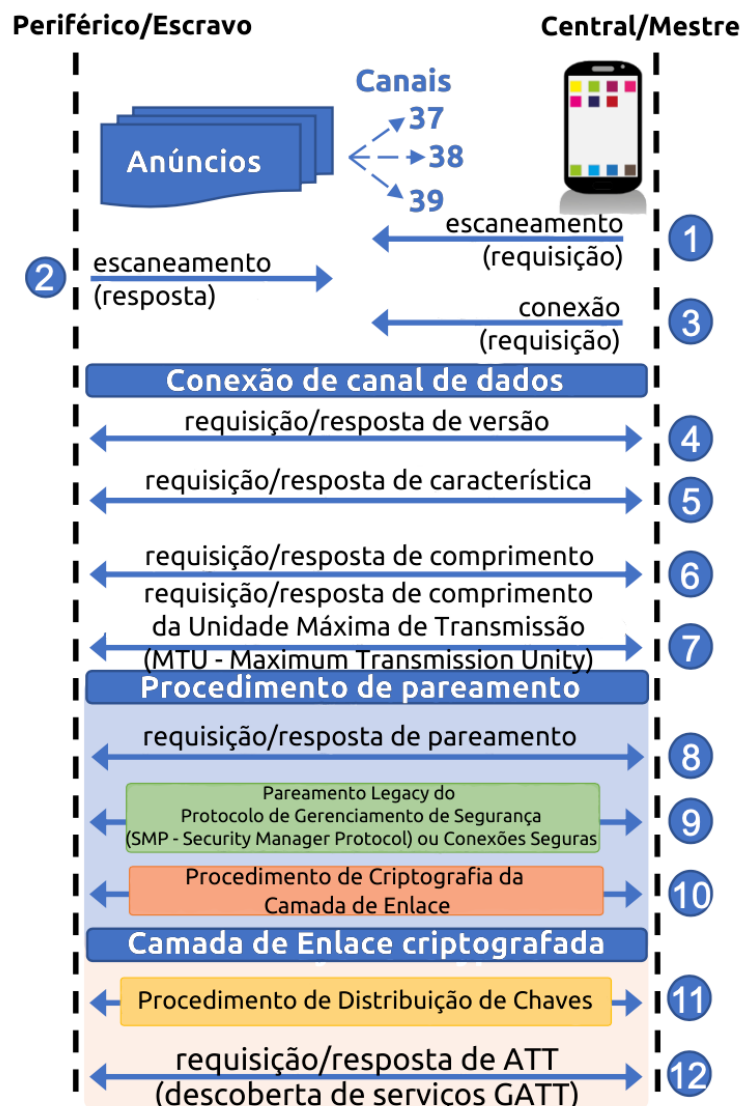 Periférico/Escravo
Central/Mestre
Canais
Anúncios
37
38
39
escaneamento
(requisição)
1
2
escaneamento
(resposta)
conexão
(requisição)
3
Conexão de canal de dados
requisição/resposta de versão
4
requisição/resposta de característica
5
requisição/resposta de comprimento
6
requisição/resposta de comprimento
da Unidade Máxima de Transmissão
(MTU - Maximum Transmission Unity)
7
Procedimento de pareamento
requisição/resposta de pareamento
8
Pareamento Legacy do
Protocolo de Gerenciamento de Segurança
(SMP - Security Manager Protocol) ou Conexões Seguras
9
Procedimento de Criptografia da
Camada de Enlace
10
Camada de Enlace criptografada
Procedimento de Distribuição de Chaves
11
requisição/resposta de ATT
(descoberta de serviços GATT)
12